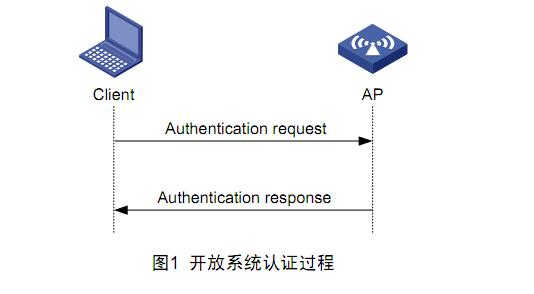 Client
AP
Authentication request
Authentication response
图1 开放系统认证过程